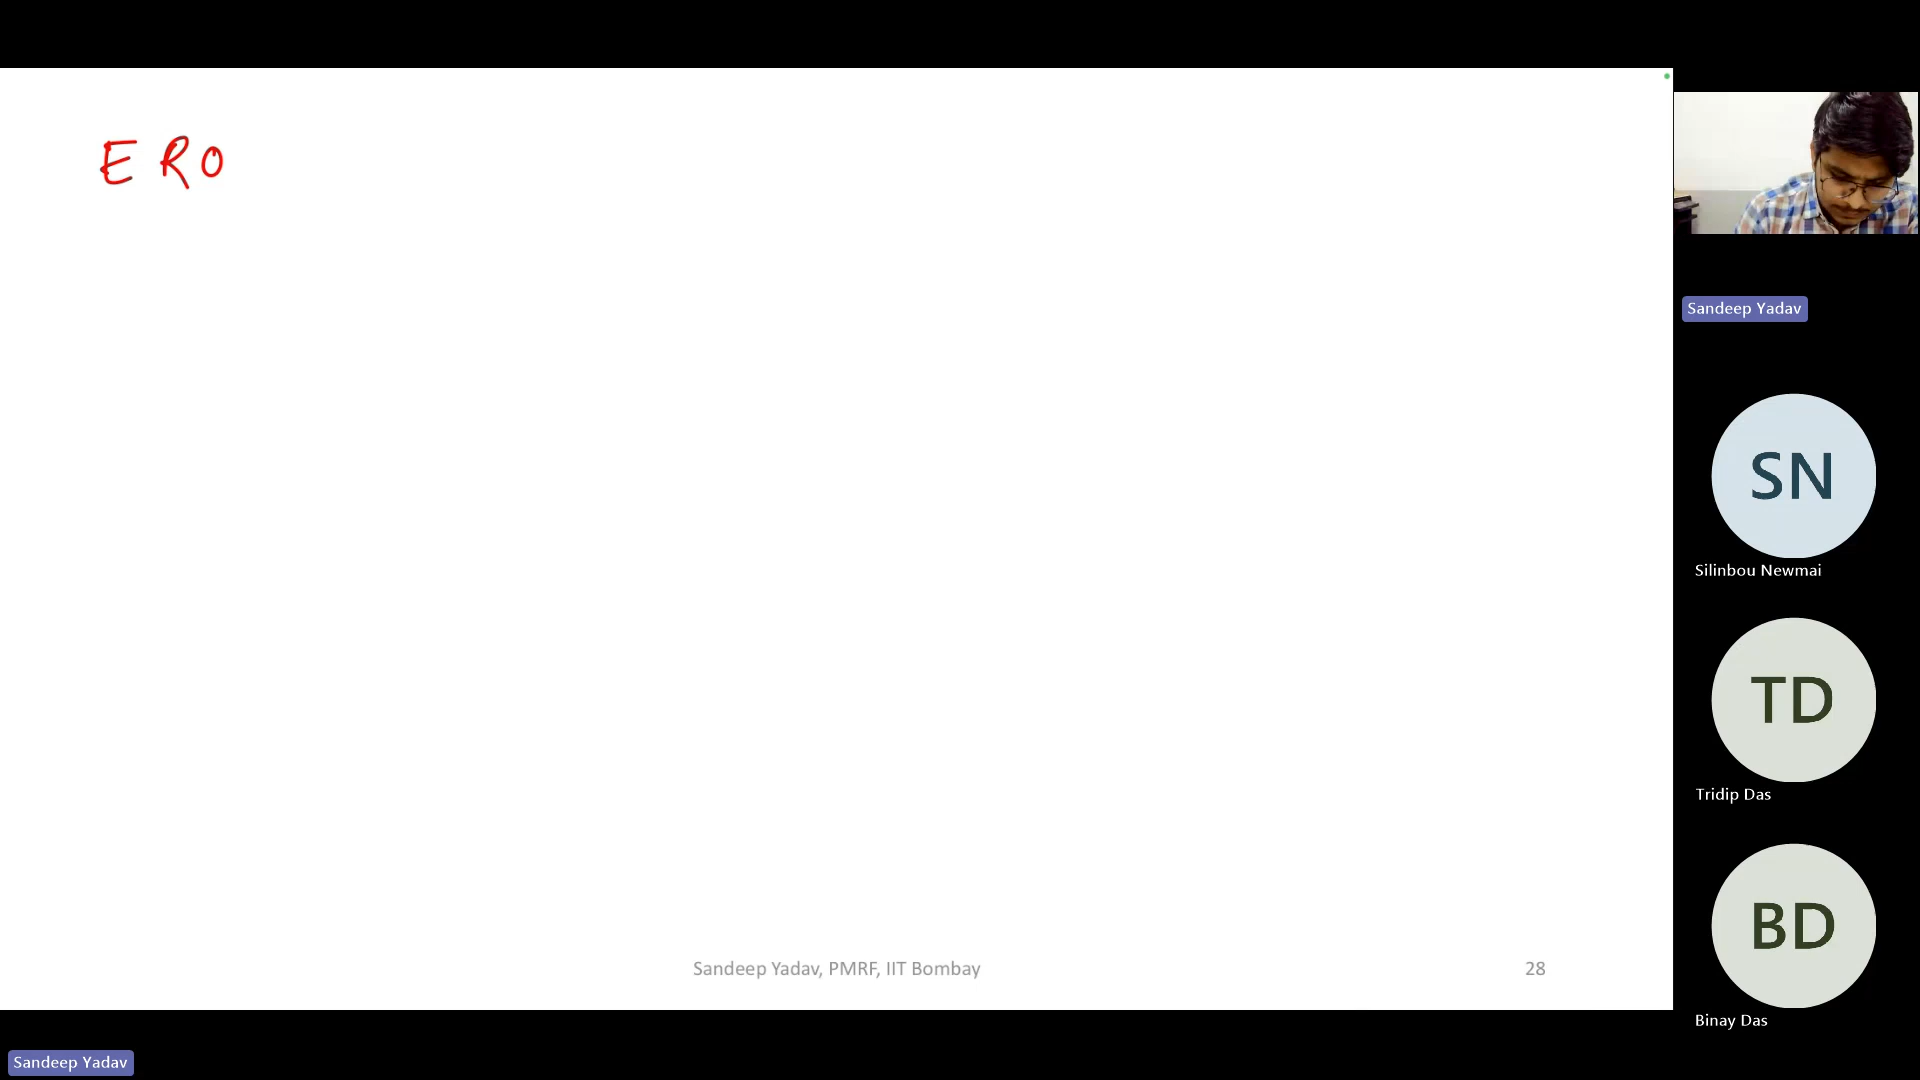 E R O
Sandeep Yadav
SN
Silinbou Newmai
TD
Tridip Das
BD
Binay Das
Sandeep Yadav, PMRF, IIT Bombay
28
Sandeep Yadav